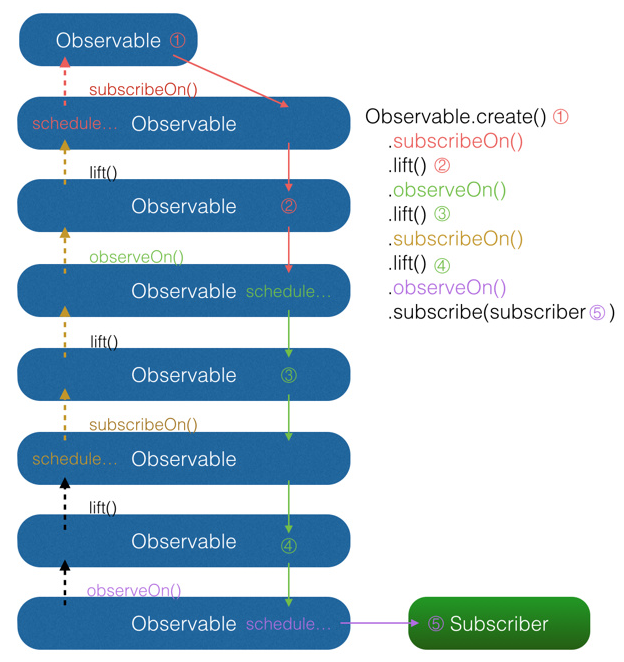 Observable ①
subscribeOn()
schedule... Observable
lift()
Observable ②
observeOn()
Observable schedule...
lift()
Observable ③
subscribeOn()
schedule... Observable
lift()
Observable ④
observeOn()
Observable schedule...
⑤ Subscriber
Observable.create() ①
.subscribeOn()
.lift() ②
.observeOn()
.lift() ③
.subscribeOn()
.lift() ④
.observeOn()
.subscribe(subscriber⑤)